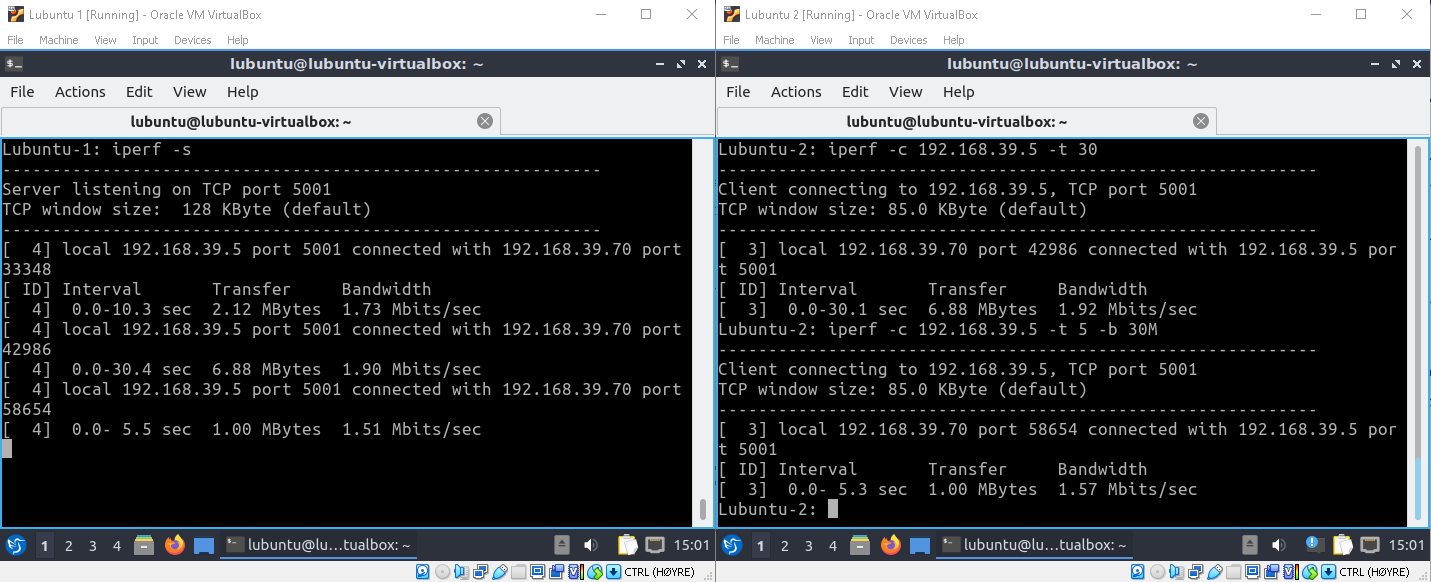 Lubuntu 1 [Running] - Oracle VM VirtualBox
File Machine View Input Devices Help
lubuntu@lubuntu-virtualbox: ~
File Actions Edit View Help
lubuntu@lubuntu-virtualbox: ~
Lubuntu-1: iperf -s
------------------------------------------------------------
Server listening on TCP port 5001
TCP window size:  128 KByte (default)
------------------------------------------------------------
[  4] local 192.168.39.5 port 5001 connected with 192.168.39.70 port
33348
[ ID] Interval       Transfer     Bandwidth
[  4]  0.0-10.3 sec  2.12 MBytes  1.73 Mbits/sec
[  4] local 192.168.39.5 port 5001 connected with 192.168.39.70 port
42986
[  4]  0.0-30.4 sec  6.88 MBytes  1.90 Mbits/sec
[  4] local 192.168.39.5 port 5001 connected with 192.168.39.70 port
58654
[  4]  0.0- 5.5 sec  1.00 MBytes  1.51 Mbits/sec
1 2 3 4 lubuntu@lu...tualbox: ~ 15:01
CTRL (HØYRE)
Lubuntu 2 [Running] - Oracle VM VirtualBox
File Machine View Input Devices Help
lubuntu@lubuntu-virtualbox: ~
File Actions Edit View Help
lubuntu@lubuntu-virtualbox: ~
Lubuntu-2: iperf -c 192.168.39.5 -t 30
------------------------------------------------------------
Client connecting to 192.168.39.5, TCP port 5001
TCP window size: 85.0 KByte (default)
------------------------------------------------------------
[  3] local 192.168.39.70 port 42986 connected with 192.168.39.5 por
t 5001
[ ID] Interval       Transfer     Bandwidth
[  3]  0.0-30.1 sec  6.88 MBytes  1.92 Mbits/sec
Lubuntu-2: iperf -c 192.168.39.5 -t 5 -b 30M
------------------------------------------------------------
Client connecting to 192.168.39.5, TCP port 5001
TCP window size: 85.0 KByte (default)
------------------------------------------------------------
[  3] local 192.168.39.70 port 58654 connected with 192.168.39.5 por
t 5001
[ ID] Interval       Transfer     Bandwidth
[  3]  0.0- 5.3 sec  1.00 MBytes  1.57 Mbits/sec
Lubuntu-2:
1 2 3 4 lubuntu@lu...tualbox: ~ 15:01
CTRL (HØYRE)